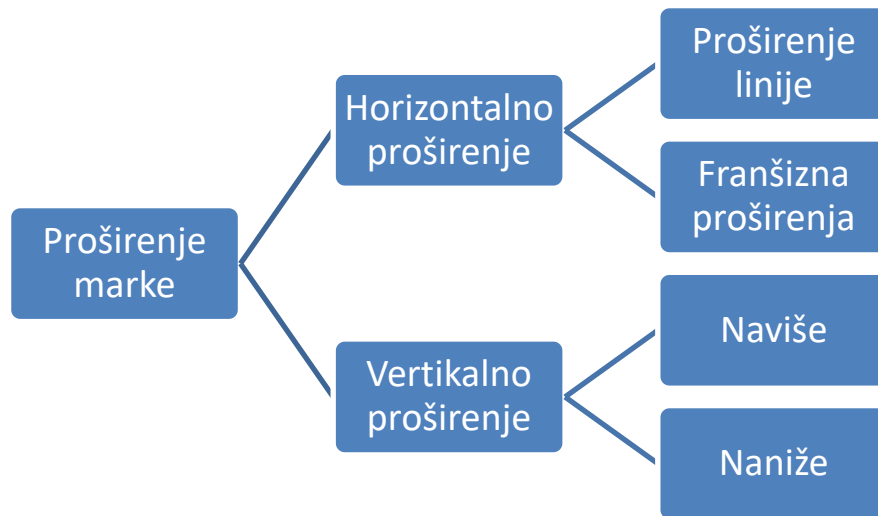 Proširenje
marke
Horizontalno
proširenje
Proširenje
linije
Franšizna
proširenja
Vertikalno
proširenje
Naviše
Naniže